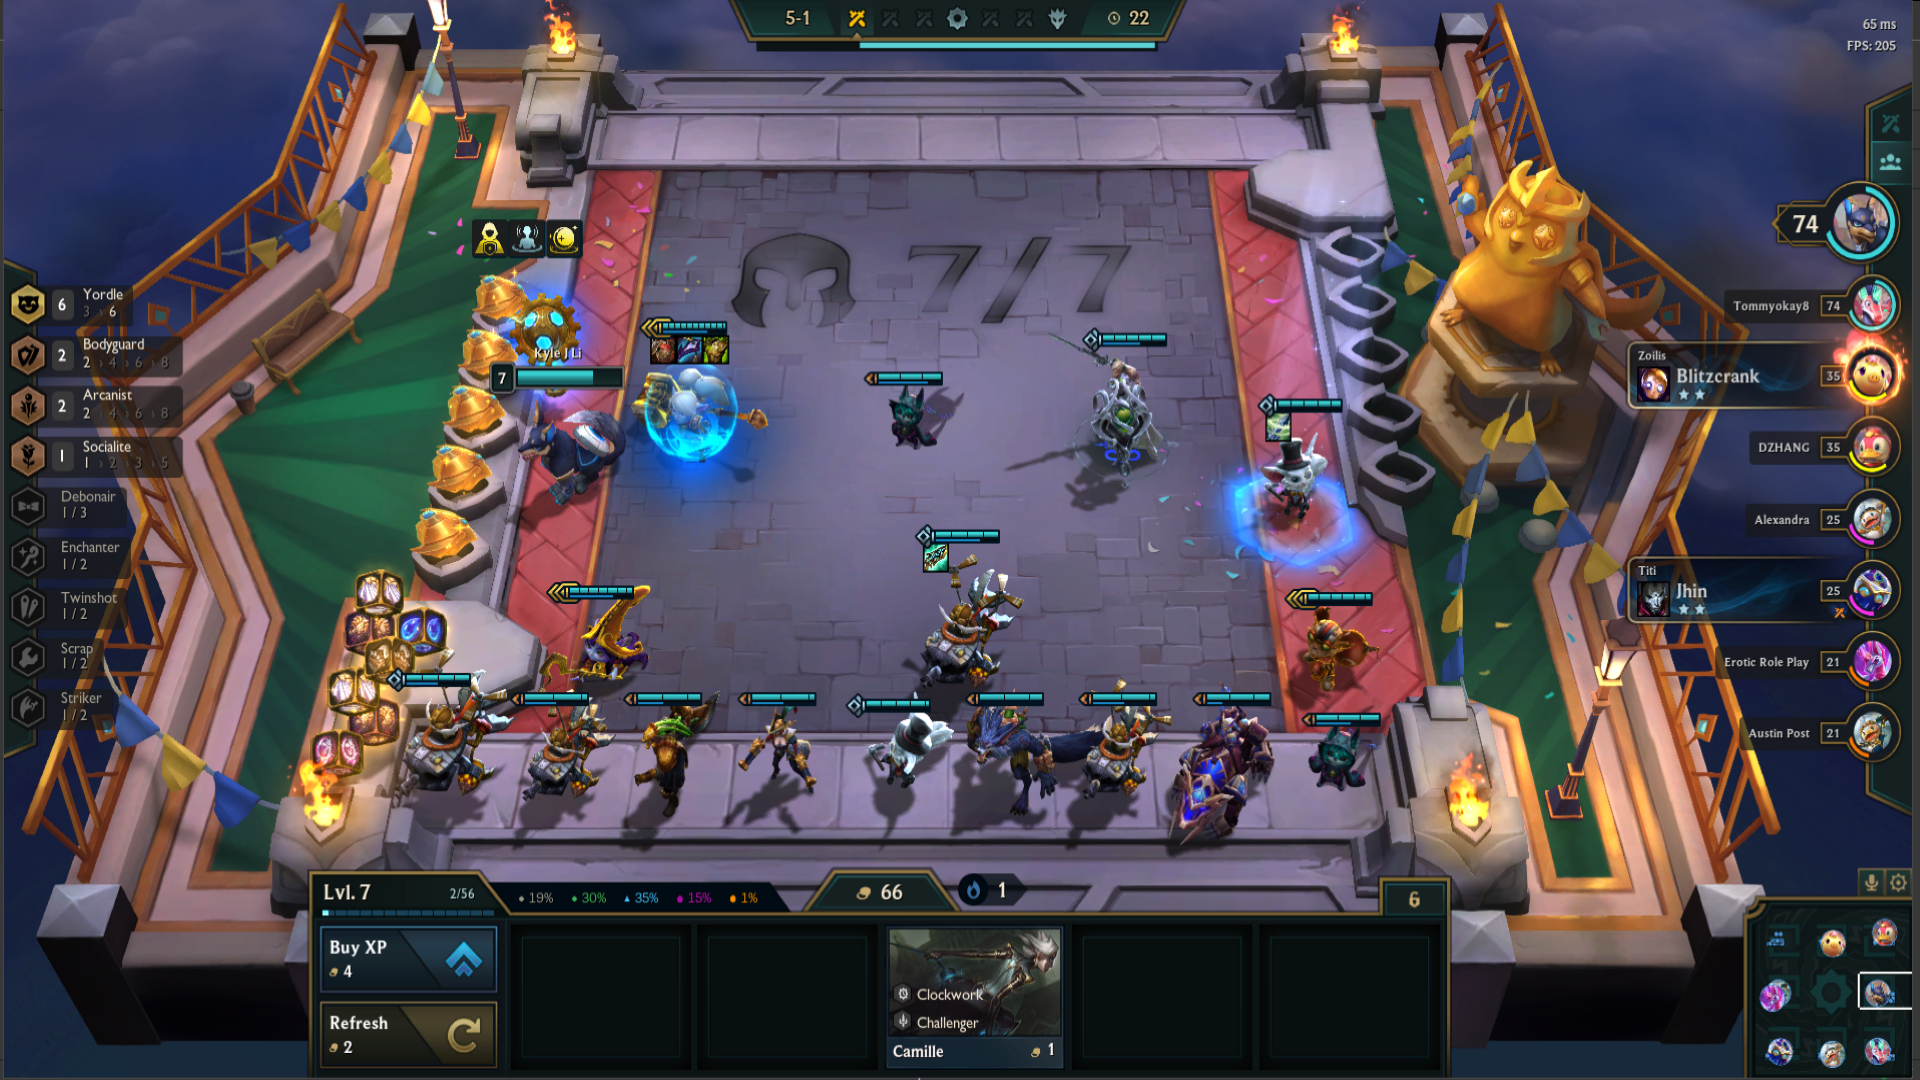 5-1
22
65 ms
FPS: 205
7/7
74
6 Yordle
3 › 6
2 Bodyguard
2 › 4 › 6 › 8
2 Arcanist
2 › 4 › 6 › 8
1 Socialite
1 › 2 › 3 › 5
Debonair
1 / 3
Enchanter
1 / 2
Twinshot
1 / 2
Scrap
1 / 2
Striker
1 / 2
Kyle J Li
7
Tommyokay8 74
Zoilis
Blitzcrank
35
DZHANG 35
Alexandra 25
Titi
Jhin
25
Erotic Role Play 21
Austin Post 21
Lvl. 7
2/56
19% 30% 35% 15% 1%
66
1
6
Buy XP
4
Refresh
2
Clockwork
Challenger
Camille
1